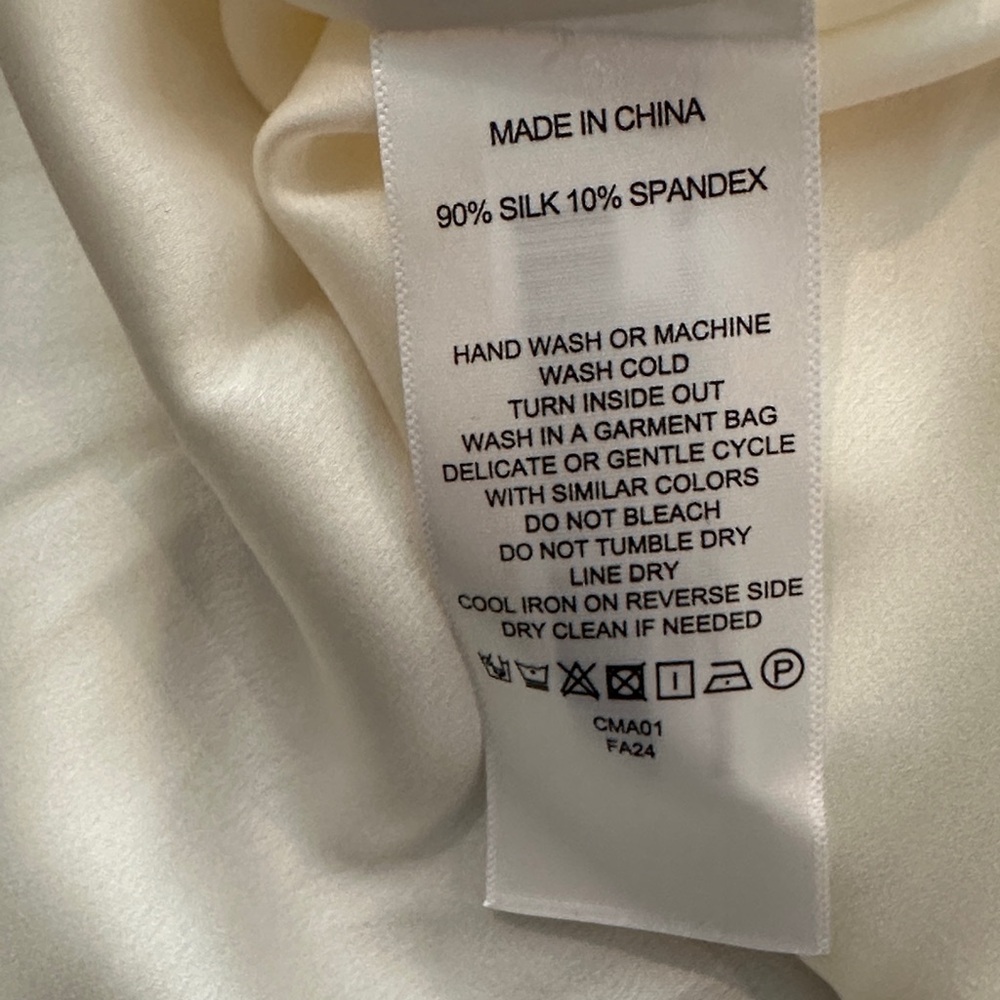 MADE IN CHINA
90% SILK 10% SPANDEX
HAND WASH OR MACHINE
WASH COLD
TURN INSIDE OUT
WASH IN A GARMENT BAG
DELICATE OR GENTLE CYCLE
WITH SIMILAR COLORS
DO NOT BLEACH
DO NOT TUMBLE DRY
LINE DRY
COOL IRON ON REVERSE SIDE
DRY CLEAN IF NEEDED
P
CMA01
FA24